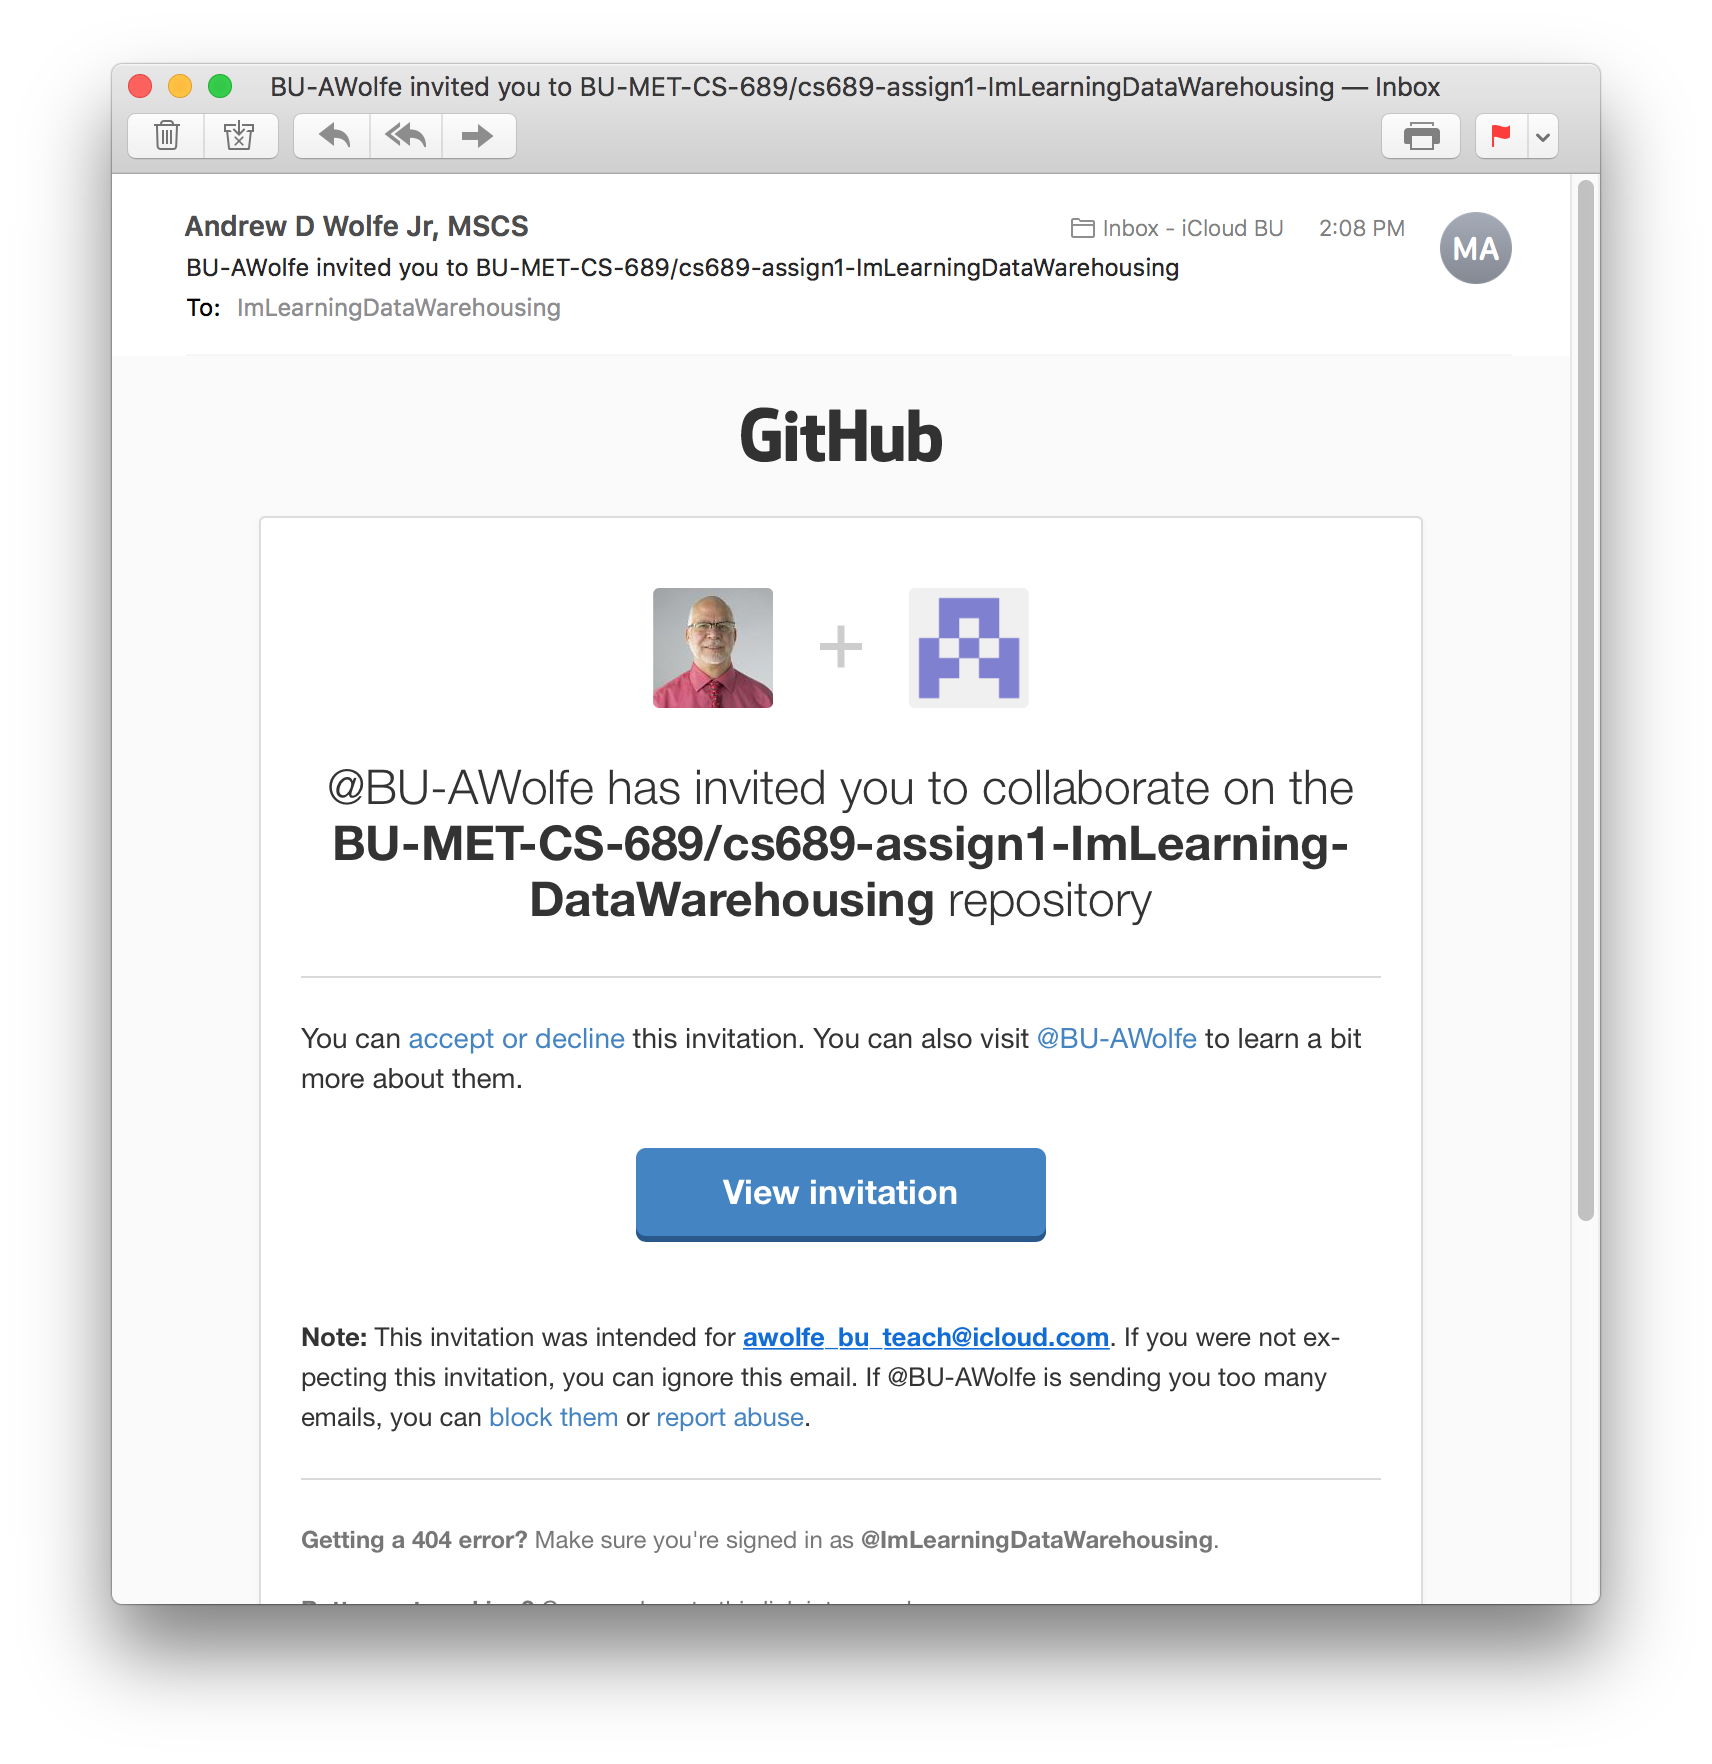 BU-AWolfe invited you to BU-MET-CS-689/cs689-assign1-ImLearningDataWarehousing — Inbox
Andrew D Wolfe Jr, MSCS
Inbox - iCloud BU 2:08 PM
MA
BU-AWolfe invited you to BU-MET-CS-689/cs689-assign1-ImLearningDataWarehousing
To: ImLearningDataWarehousing
GitHub
@BU-AWolfe has invited you to collaborate on the
BU-MET-CS-689/cs689-assign1-ImLearning-
DataWarehousing repository
You can accept or decline this invitation. You can also visit @BU-AWolfe to learn a bit
more about them.
View invitation
Note: This invitation was intended for awolfe_bu_teach@icloud.com. If you were not ex-
pecting this invitation, you can ignore this email. If @BU-AWolfe is sending you too many
emails, you can block them or report abuse.
Getting a 404 error? Make sure you're signed in as @ImLearningDataWarehousing.